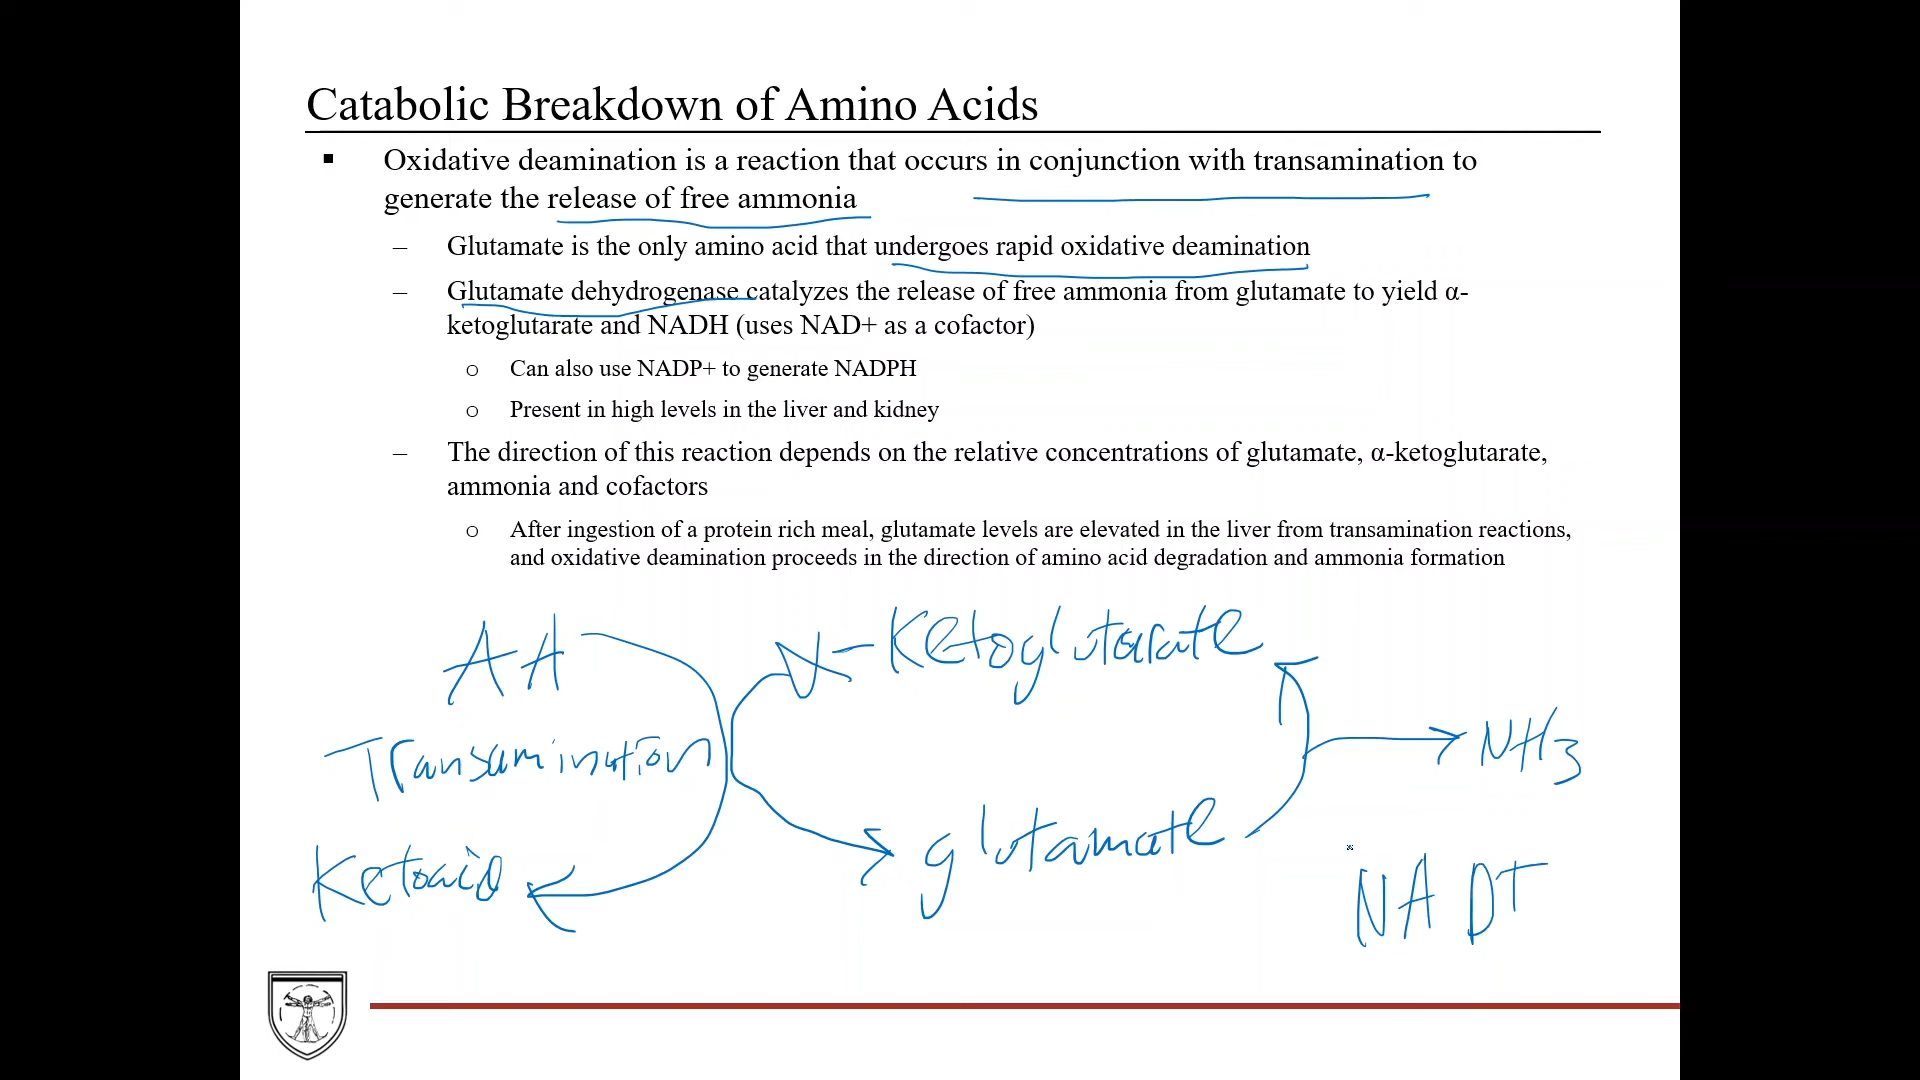 Catabolic Breakdown of Amino Acids
▪ Oxidative deamination is a reaction that occurs in conjunction with transamination to
generate the release of free ammonia
– Glutamate is the only amino acid that undergoes rapid oxidative deamination
– Glutamate dehydrogenase catalyzes the release of free ammonia from glutamate to yield α-
ketoglutarate and NADH (uses NAD+ as a cofactor)
o Can also use NADP+ to generate NADPH
o Present in high levels in the liver and kidney
– The direction of this reaction depends on the relative concentrations of glutamate, α-ketoglutarate,
ammonia and cofactors
o After ingestion of a protein rich meal, glutamate levels are elevated in the liver from transamination reactions,
and oxidative deamination proceeds in the direction of amino acid degradation and ammonia formation
AA
α-Ketoglutarate
Transamination
NH3
Ketoacid
glutamate
NAD+